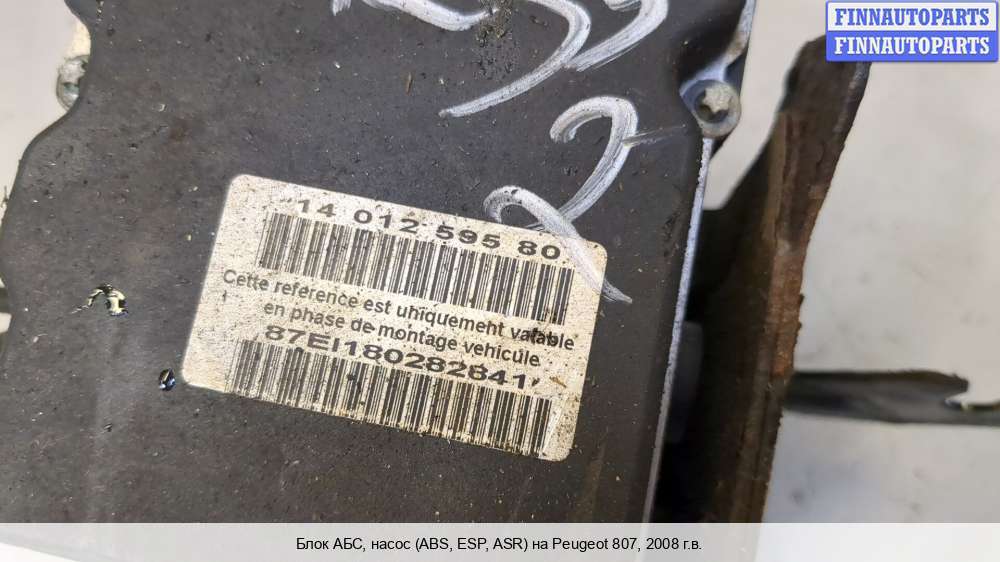 FINNAUTOPARTS
FINNAUTOPARTS
2
14 012 595 80
Cette reference est uniquement valable
en phase de montage vehicule
87EI180282841
Блок АБС, насос (ABS, ESP, ASR) на Peugeot 807, 2008 г.в.